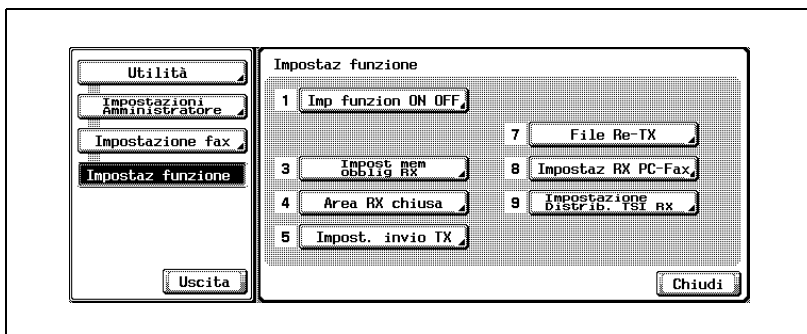 Utilità
Impostazioni
Amministratore
Impostazione fax
Impostaz funzione
Uscita
Impostaz funzione
1 Imp funzion ON OFF
3 Impost mem
obblig RX
4 Area RX chiusa
5 Impost. invio TX
7 File Re-TX
8 Impostaz RX PC-Fax
9 Impostazione
Distrib. TSI RX
Chiudi